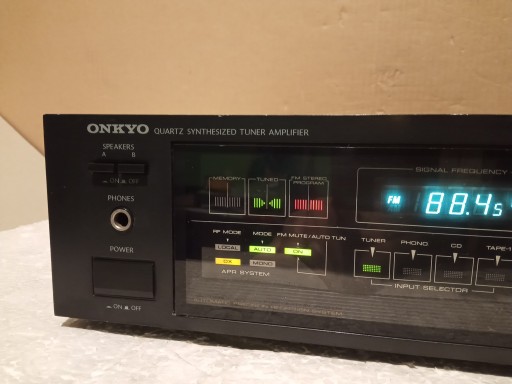 ONKYO QUARTZ SYNTHESIZED TUNER AMPLIFIER
SPEAKERS
A B
ON OFF
PHONES
POWER
ON OFF
MEMORY TUNED FM STEREO
PROGRAM
SIGNAL FREQUENCY
FM 88.45
RF MODE MODE FM MUTE/AUTO TUN
LOCAL AUTO ON
DX MONO
APR SYSTEM
TUNER PHONO CD TAPE-1
INPUT SELECTOR